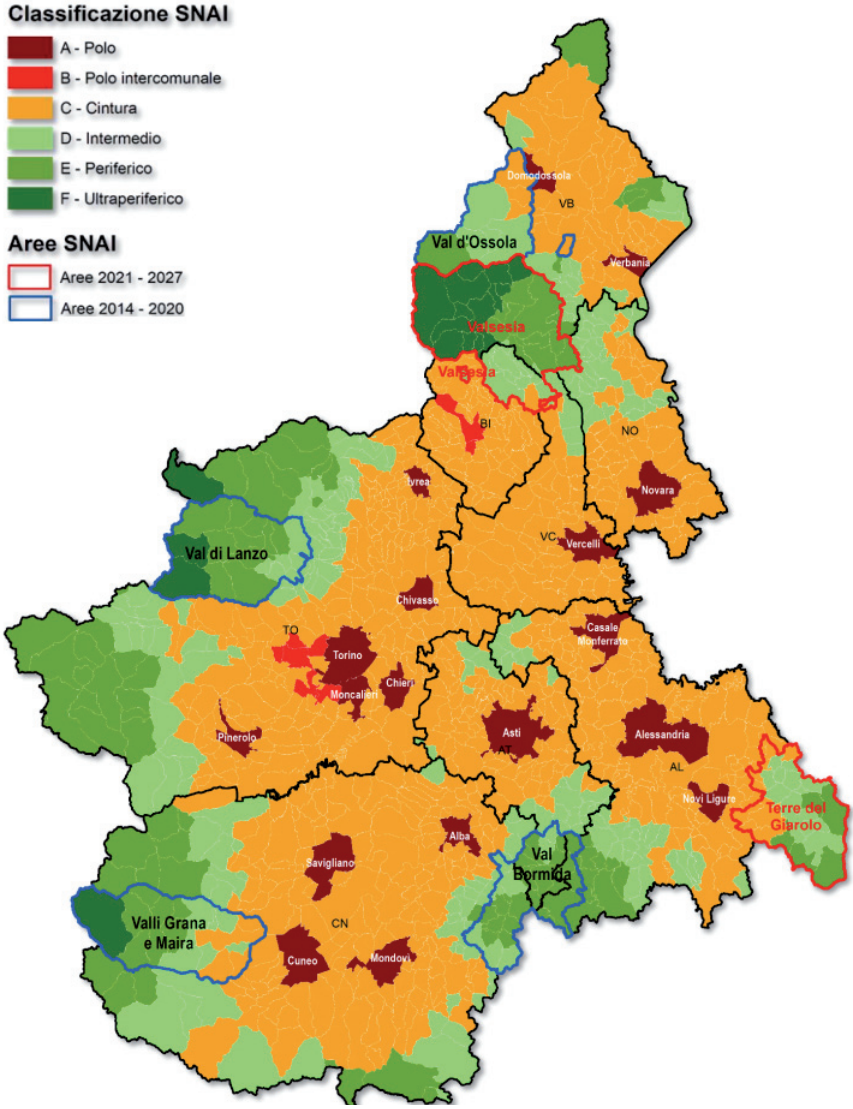 Classificazione SNAI
A - Polo
B - Polo intercomunale
C - Cintura
D - Intermedio
E - Periferico
F - Ultraperiferico
Aree SNAI
Aree 2021 - 2027
Aree 2014 - 2020
Domodossola
VB
Val d'Ossola
Verbania
Valsesia
Valsesia
BI
NO
Ivrea
Novara
VC
Vercelli
Val di Lanzo
Chivasso
Casale
Monferrato
TO
Torino
Chieri
Moncalieri
Pinerolo
Asti
AT
Alessandria
AL
Novi Ligure
Terre del
Giarolo
Alba
Savigliano
Val
Bormida
Valli Grana
e Maira
CN
Cuneo
Mondovì